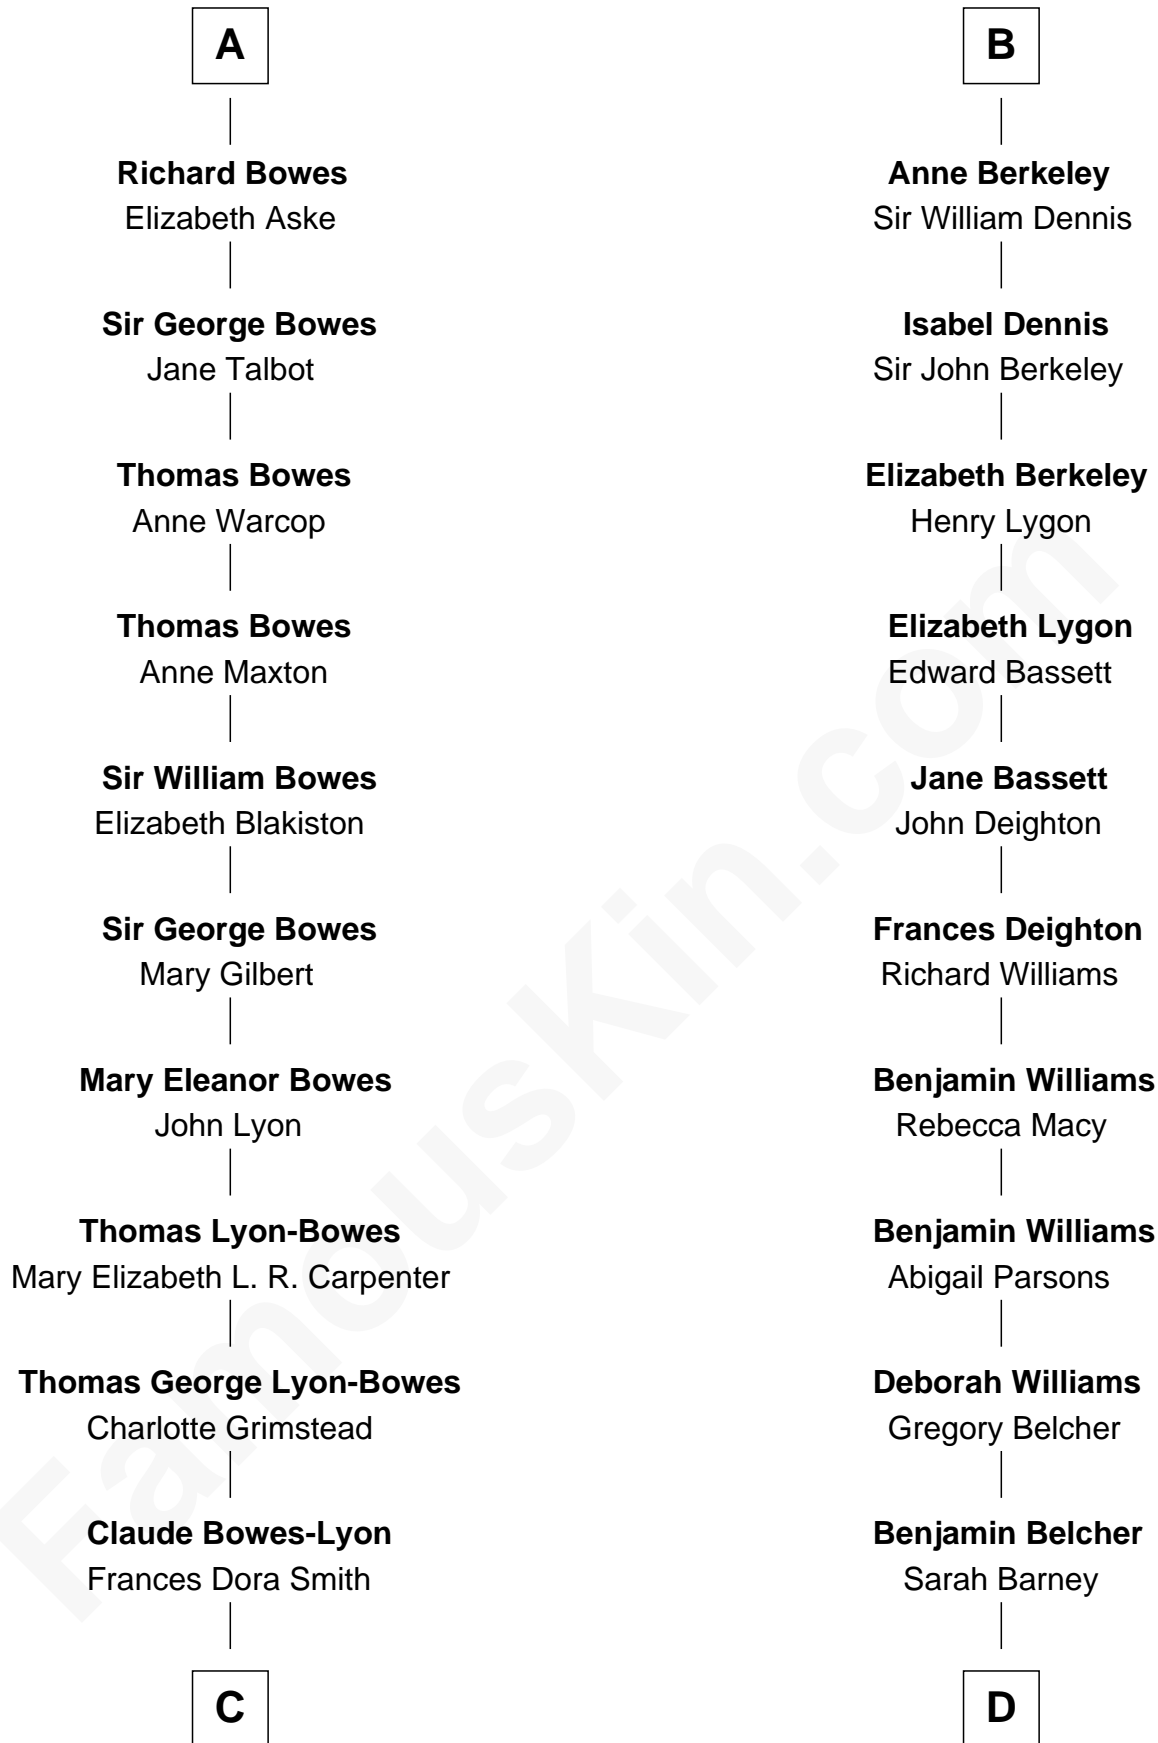 A
Richard Bowes
Elizabeth Aske
Sir George Bowes
Jane Talbot
Thomas Bowes
Anne Warcop
Thomas Bowes
Anne Maxton
Sir William Bowes
Elizabeth Blakiston
Sir George Bowes
Mary Gilbert
Mary Eleanor Bowes
John Lyon
Thomas Lyon-Bowes
Mary Elizabeth L. R. Carpenter
Thomas George Lyon-Bowes
Charlotte Grimstead
Claude Bowes-Lyon
Frances Dora Smith
C
B
Anne Berkeley
Sir William Dennis
Isabel Dennis
Sir John Berkeley
Elizabeth Berkeley
Henry Lygon
Elizabeth Lygon
Edward Bassett
Jane Bassett
John Deighton
Frances Deighton
Richard Williams
Benjamin Williams
Rebecca Macy
Benjamin Williams
Abigail Parsons
Deborah Williams
Gregory Belcher
Benjamin Belcher
Sarah Barney
D
FamousKin.com